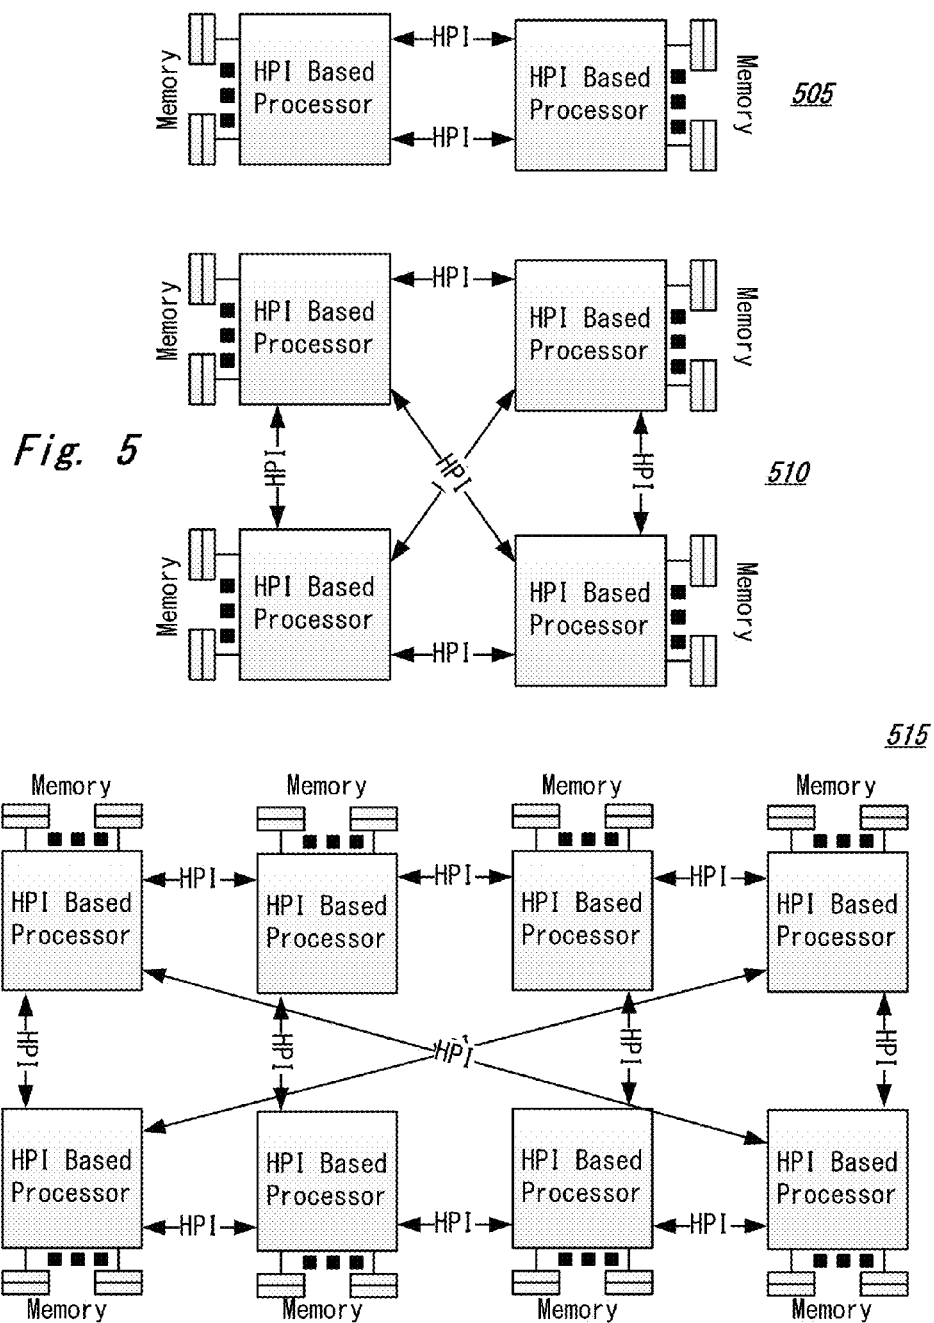 HPI
Memory
HPI Based
Processor
HPI Based
Processor
Memory
505
HPI
HPI
Memory
HPI Based
Processor
HPI Based
Processor
Memory
Fig. 5
HPI
HPI
HPI
510
Memory
HPI Based
Processor
HPI Based
Processor
Memory
HPI
515
Memory
Memory
Memory
Memory
HPI
HPI
HPI
HPI Based
Processor
HPI Based
Processor
HPI Based
Processor
HPI Based
Processor
HPI
HPI
HPI
HPI
HPI
HPI Based
Processor
HPI Based
Processor
HPI Based
Processor
HPI Based
Processor
HPI
HPI
HPI
Memory
Memory
Memory
Memory